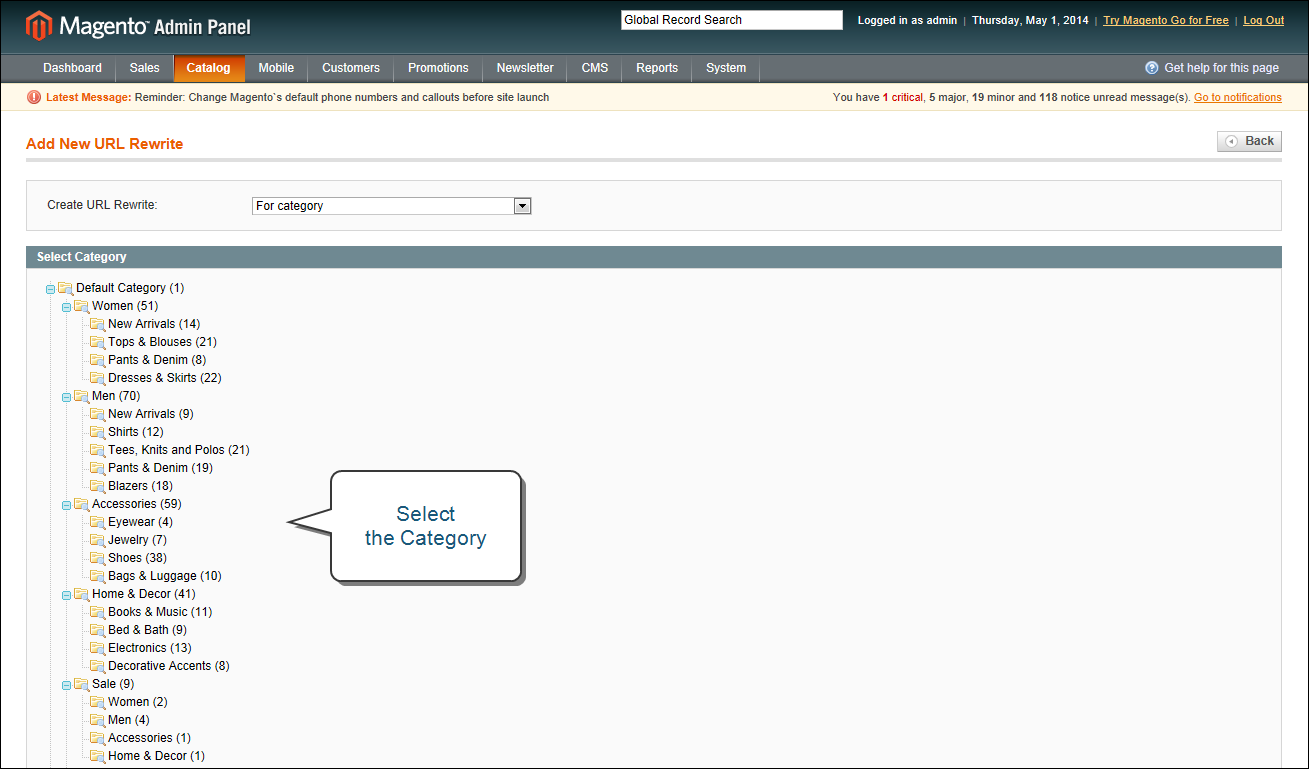 Magento™ Admin Panel
Global Record Search
Logged in as admin | Thursday, May 1, 2014 | Try Magento Go for Free | Log Out
Dashboard Sales Catalog Mobile Customers Promotions Newsletter CMS Reports System Get help for this page
Latest Message: Reminder: Change Magento`s default phone numbers and callouts before site launch
You have 1 critical, 5 major, 19 minor and 118 notice unread message(s). Go to notifications
Add New URL Rewrite
Back
Create URL Rewrite: For category
Select Category
Default Category (1)
Women (51)
New Arrivals (14)
Tops & Blouses (21)
Pants & Denim (8)
Dresses & Skirts (22)
Men (70)
New Arrivals (9)
Shirts (12)
Tees, Knits and Polos (21)
Pants & Denim (19)
Blazers (18)
Accessories (59)
Eyewear (4)
Jewelry (7)
Shoes (38)
Bags & Luggage (10)
Home & Decor (41)
Books & Music (11)
Bed & Bath (9)
Electronics (13)
Decorative Accents (8)
Sale (9)
Women (2)
Men (4)
Accessories (1)
Home & Decor (1)
Select
the Category